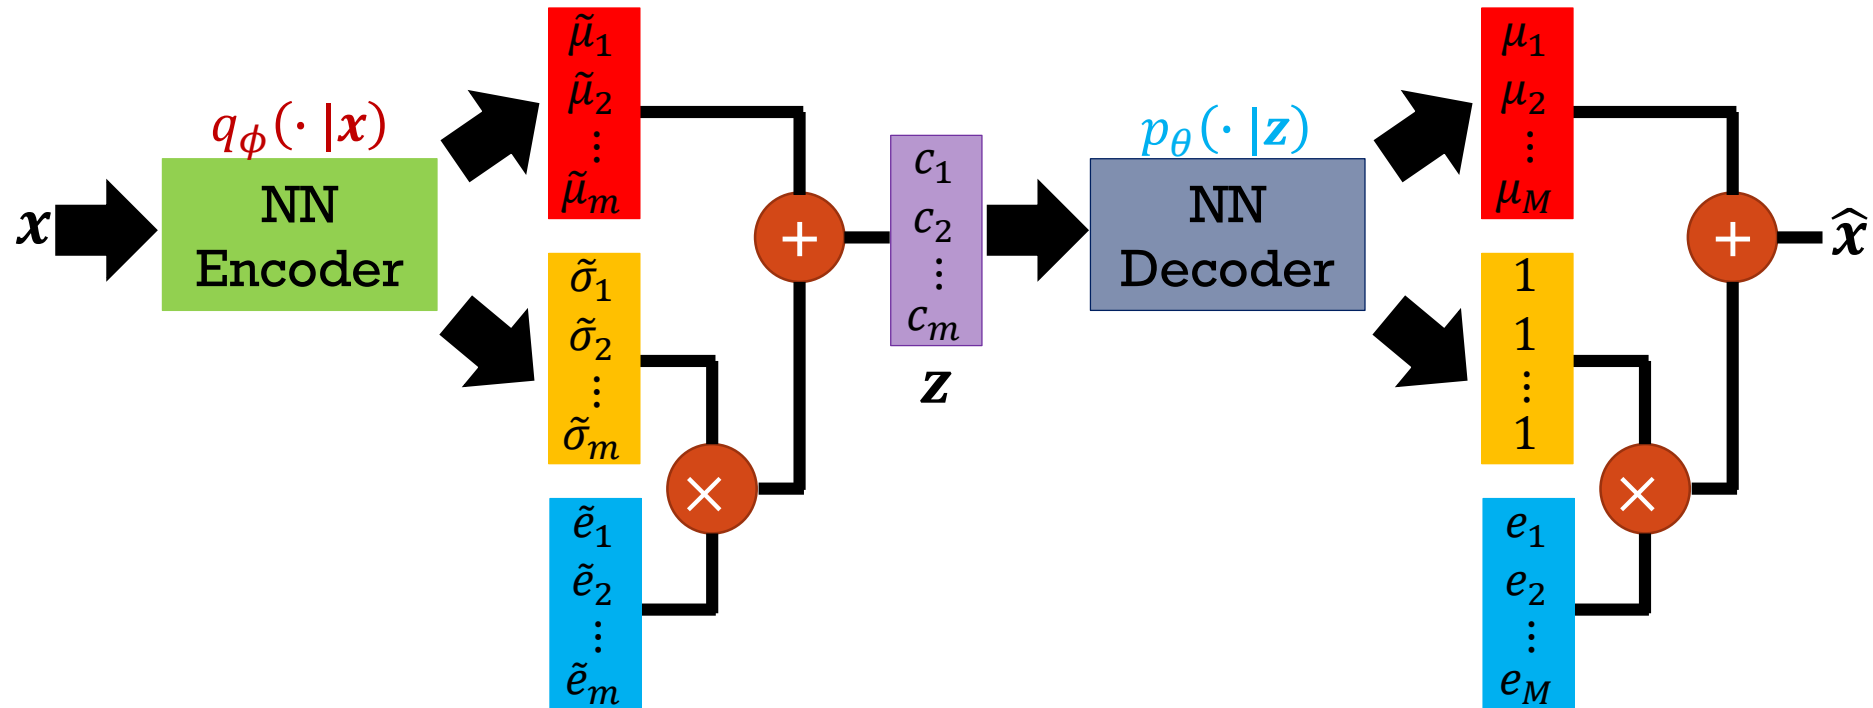 x
q_ϕ(· |x)
NN
Encoder
μ̃_1
μ̃_2
⋮
μ̃_m
σ̃_1
σ̃_2
⋮
σ̃_m
ẽ_1
ẽ_2
⋮
ẽ_m
×
+
c_1
c_2
⋮
c_m
z
p_θ(· |z)
NN
Decoder
μ_1
μ_2
⋮
μ_M
1
1
⋮
1
e_1
e_2
⋮
e_M
×
+
x̂